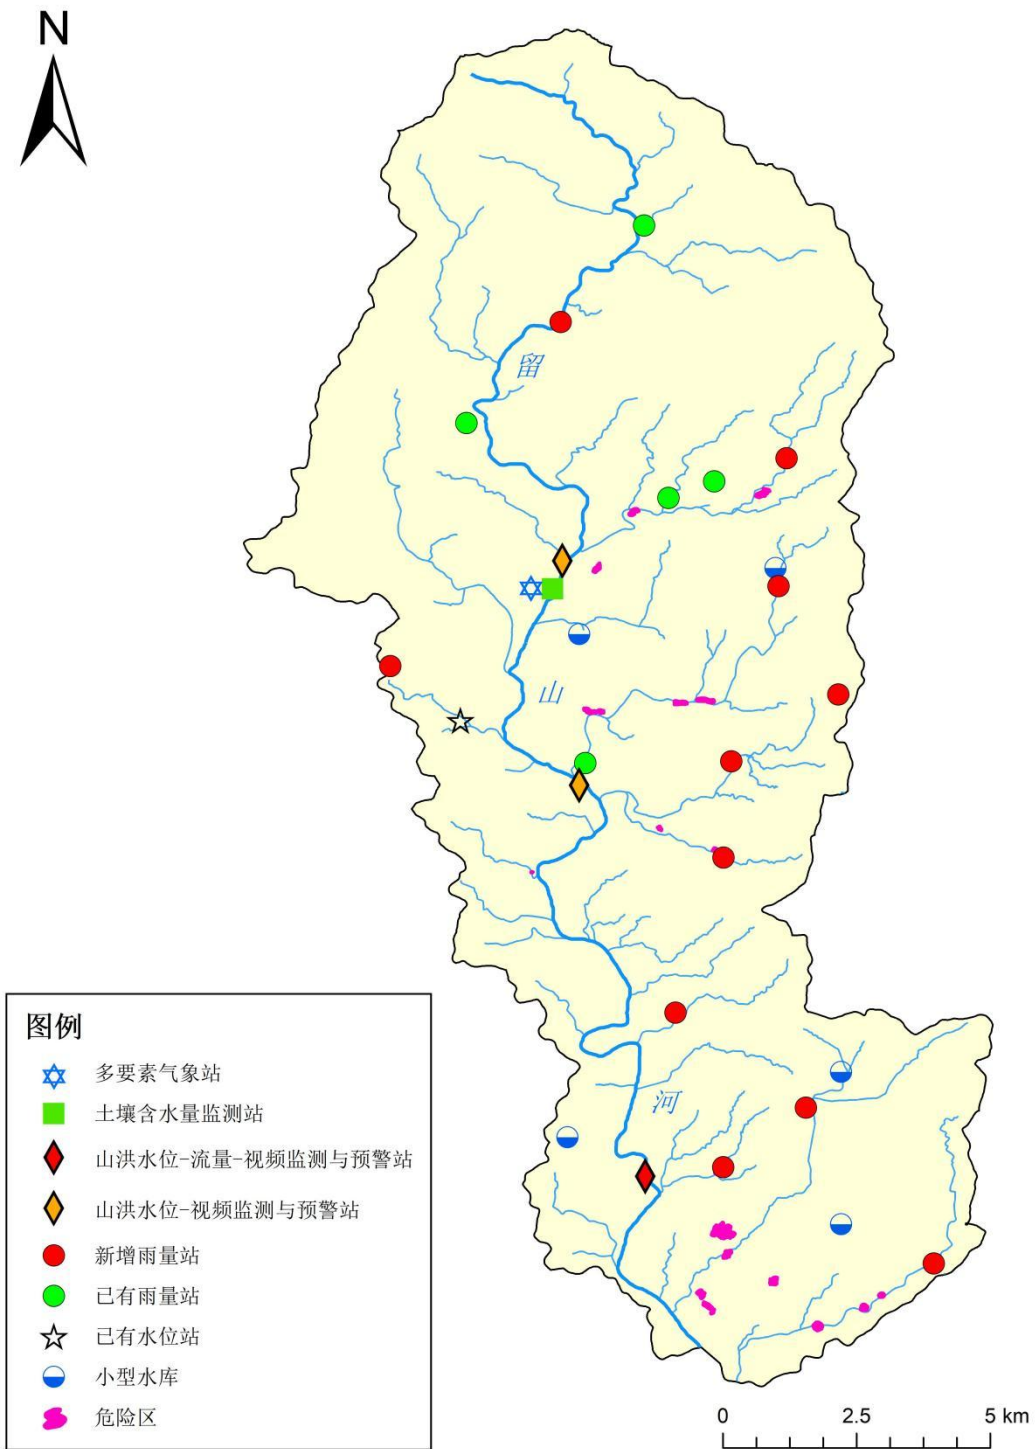 N
留
山
河
图例
多要素气象站
土壤含水量监测站
山洪水位-流量-视频监测与预警站
山洪水位-视频监测与预警站
新增雨量站
已有雨量站
已有水位站
小型水库
危险区
0 2.5 5 km